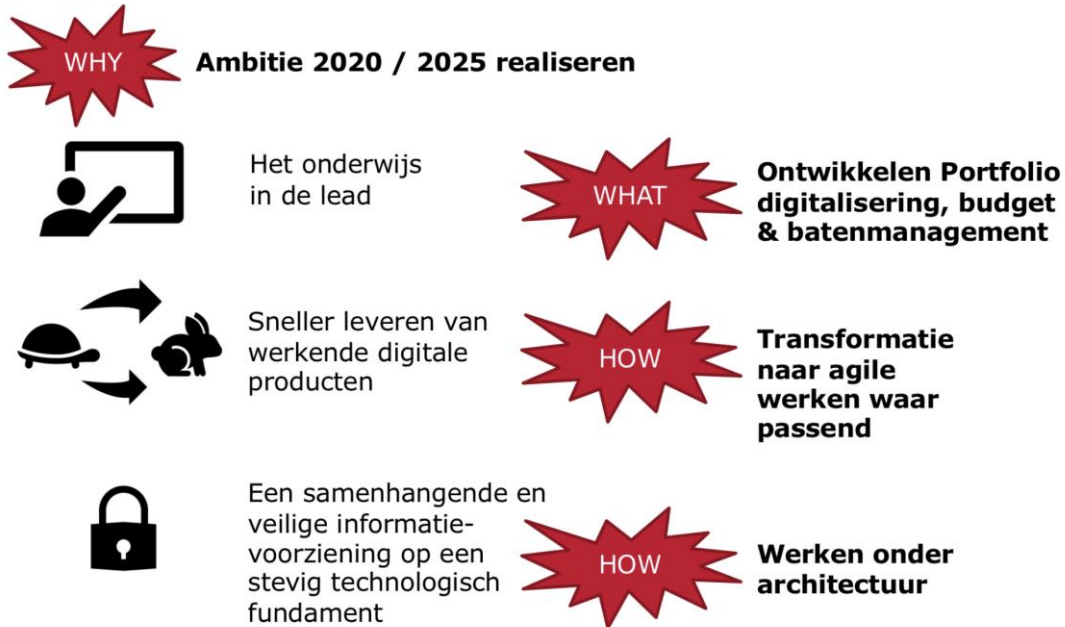 WHY
Ambitie 2020 / 2025 realiseren
Het onderwijs
in de lead
WHAT
Ontwikkelen Portfolio
digitalisering, budget
& batenmanagement
Sneller leveren van
werkende digitale
producten
HOW
Transformatie
naar agile
werken waar
passend
Een samenhangende en
veilige informatie-
voorziening op een
stevig technologisch
fundament
HOW
Werken onder
architectuur